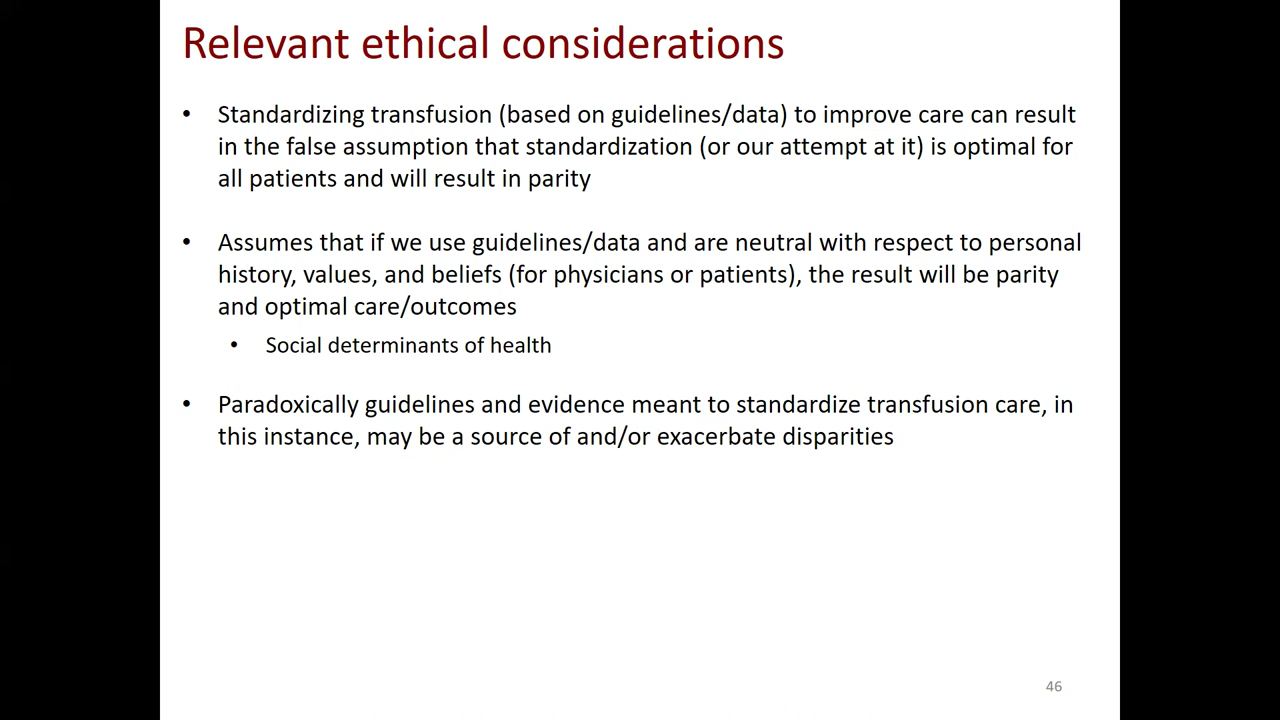 Relevant ethical considerations
• Standardizing transfusion (based on guidelines/data) to improve care can result
in the false assumption that standardization (or our attempt at it) is optimal for
all patients and will result in parity
• Assumes that if we use guidelines/data and are neutral with respect to personal
history, values, and beliefs (for physicians or patients), the result will be parity
and optimal care/outcomes
• Social determinants of health
• Paradoxically guidelines and evidence meant to standardize transfusion care, in
this instance, may be a source of and/or exacerbate disparities
46